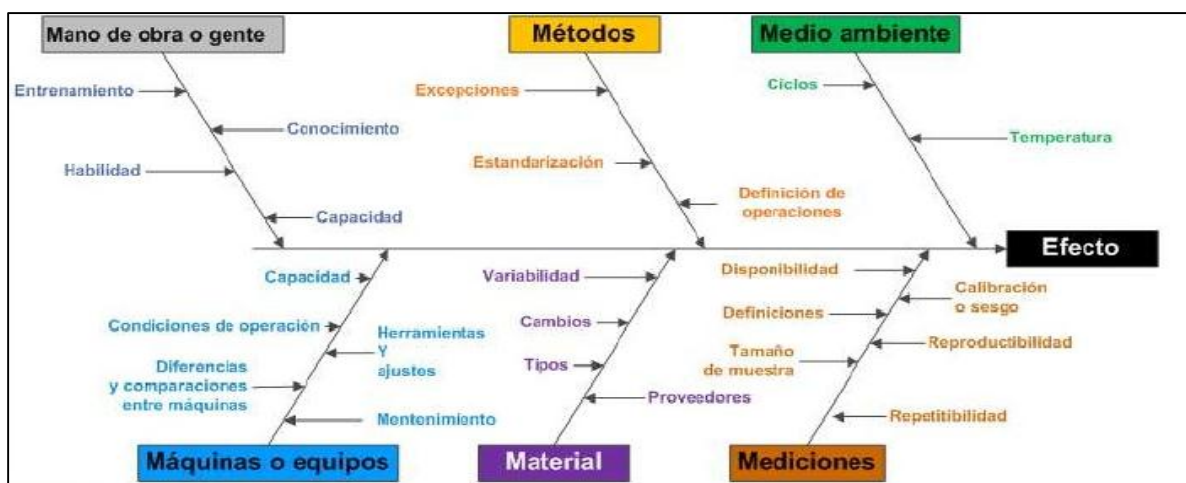 Mano de obra o gente
Métodos
Medio ambiente
Entrenamiento
Conocimiento
Habilidad
Capacidad
Excepciones
Estandarización
Definición de
operaciones
Ciclos
Temperatura
Efecto
Capacidad
Condiciones de operación
Herramientas
Y
ajustes
Diferencias
y comparaciones
entre máquinas
Mentenimiento
Variabilidad
Cambios
Tipos
Proveedores
Disponibilidad
Calibración
o sesgo
Definiciones
Reproductibilidad
Tamaño
de muestra
Repetitibilidad
Máquinas o equipos
Material
Mediciones